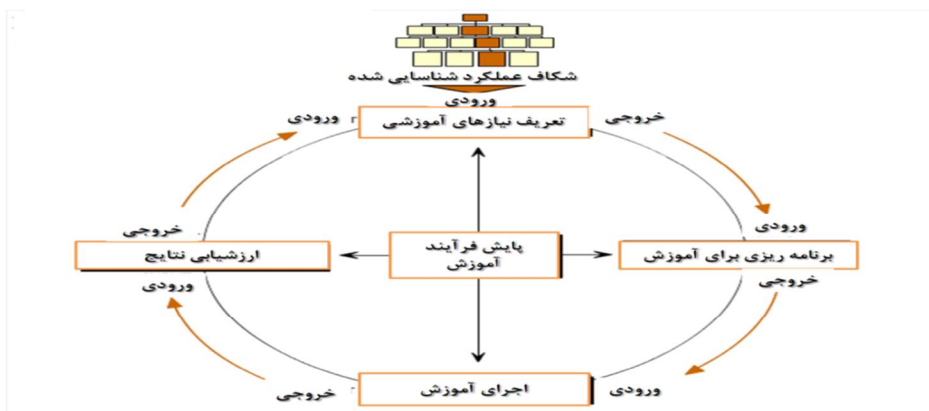 شکاف عملکرد شناسایی شده
ورودی
تعریف نیازهای آموزشی
خروجی
ورودی
برنامه ریزی برای آموزش
خروجی
ورودی
اجرای آموزش
خروجی
ورودی
ارزشیابی نتایج
خروجی
ورودی
پایش فرآیند
آموزش